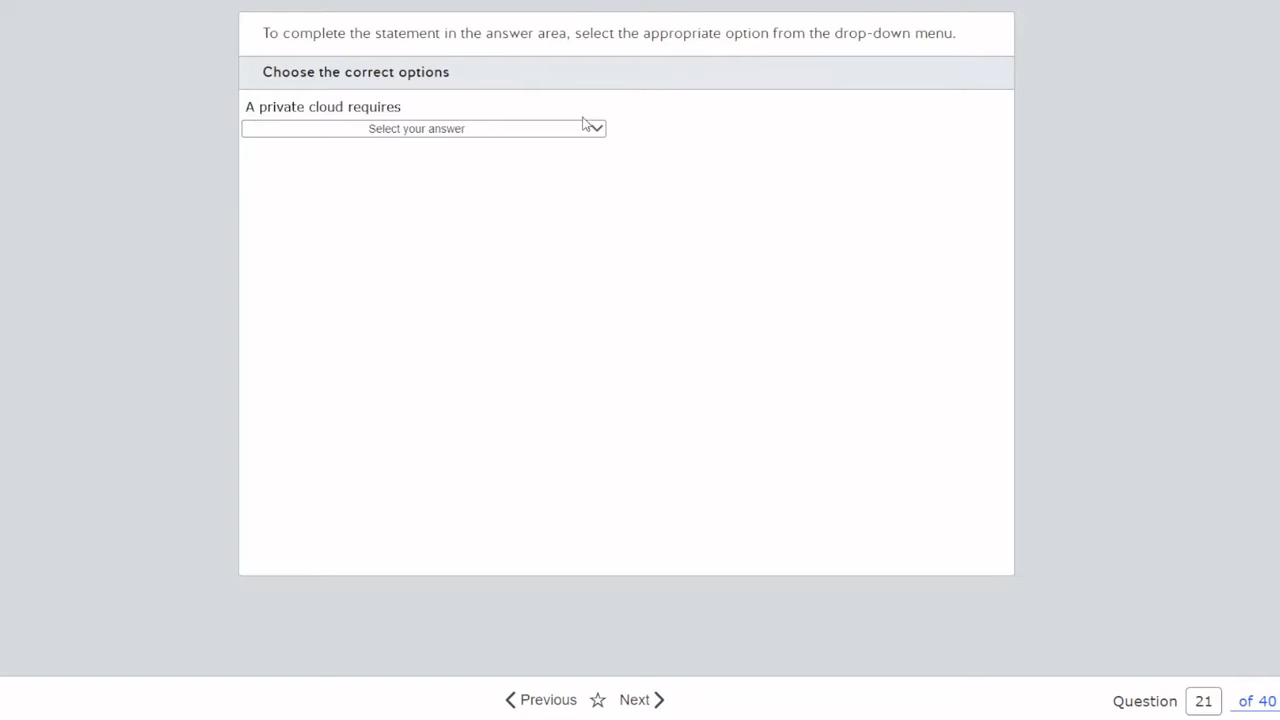 To complete the statement in the answer area, select the appropriate option from the drop-down menu.
Choose the correct options
A private cloud requires
Select your answer
Previous Next Question 21 of 40